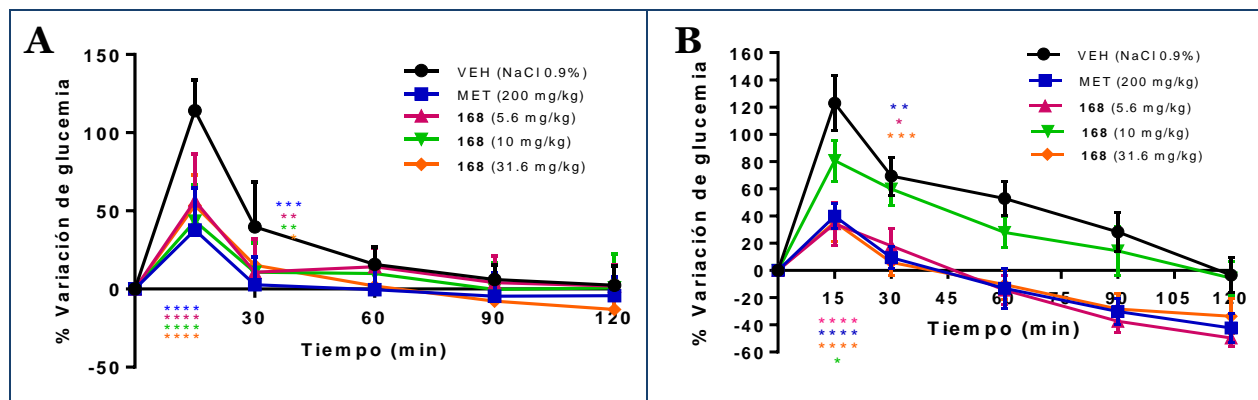 A
% Variación de glucemia
150
100
50
0
-50
30
60
90
120
Tiempo (min)
VEH (NaCl 0.9%)
MET (200 mg/kg)
168 (5.6 mg/kg)
168 (10 mg/kg)
168 (31.6 mg/kg)
***
**
**
*
****
****
****
****
B
% Variación de glucemia
160
140
120
100
80
60
40
20
0
-20
-40
-60
15
30
45
60
75
90
105
120
Tiempo (min)
VEH (NaCl 0.9%)
MET (200 mg/kg)
168 (5.6 mg/kg)
168 (10 mg/kg)
168 (31.6 mg/kg)
**
*
***
****
****
****
*